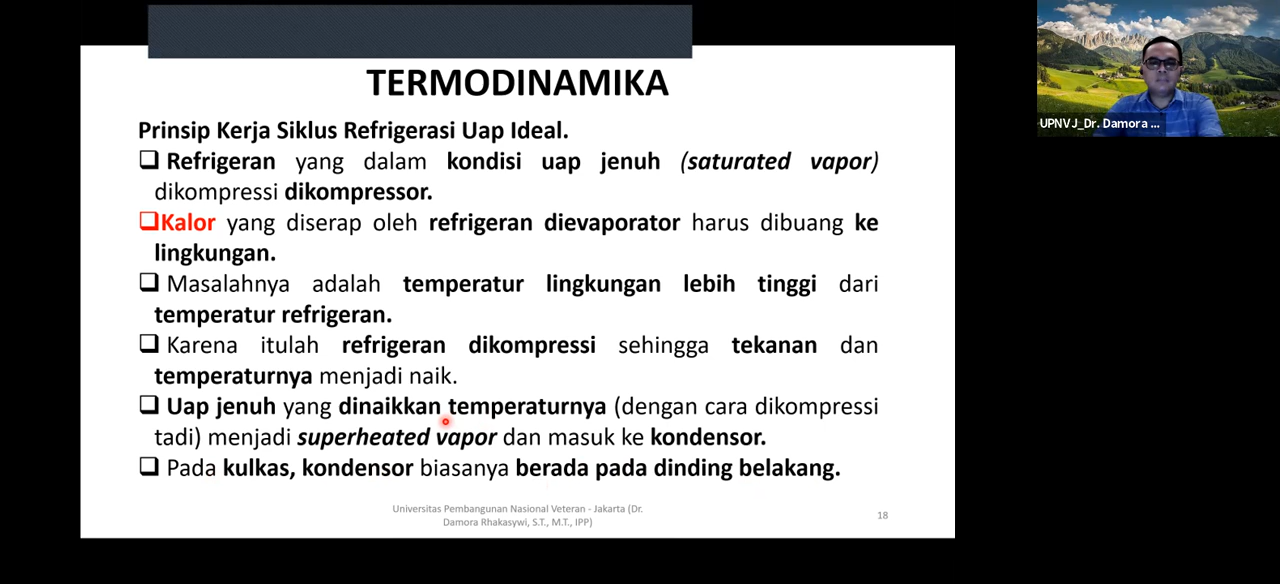 TERMODINAMIKA
Prinsip Kerja Siklus Refrigerasi Uap Ideal.
Refrigeran yang dalam kondisi uap jenuh (saturated vapor)
dikompressi dikompressor.
Kalor yang diserap oleh refrigeran dievaporator harus dibuang ke
lingkungan.
Masalahnya adalah temperatur lingkungan lebih tinggi dari
temperatur refrigeran.
Karena itulah refrigeran dikompressi sehingga tekanan dan
temperaturnya menjadi naik.
Uap jenuh yang dinaikkan temperaturnya (dengan cara dikompressi
tadi) menjadi superheated vapor dan masuk ke kondensor.
Pada kulkas, kondensor biasanya berada pada dinding belakang.
Universitas Pembangunan Nasional Veteran - Jakarta (Dr.
Damora Rhakasywi, S.T., M.T., IPP)
18
UPNVJ_Dr. Damora ...